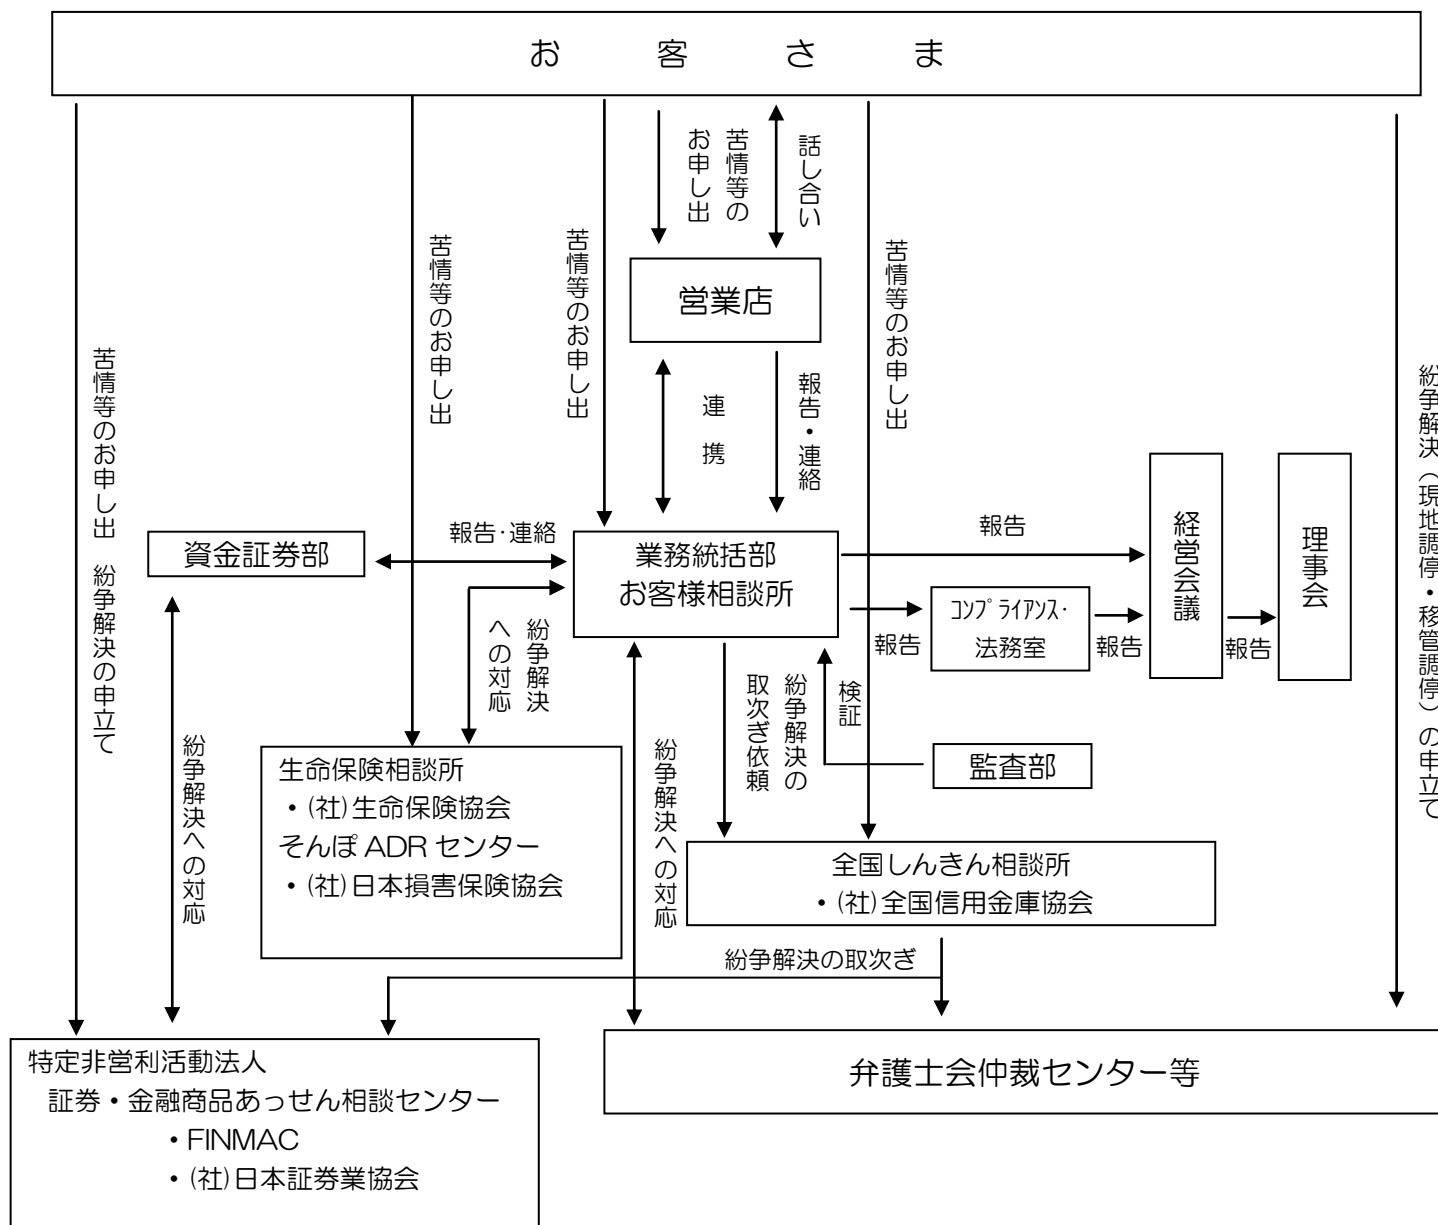 お客さま
苦情等の
お申し出
話し合い
苦情等のお申し出
苦情等のお申し出
苦情等のお申し出
営業店
苦情等のお申し出　紛争解決の申立て
紛争解決（現地調停・移管調停）の申立て
連携
報告・連絡
資金証券部
報告・連絡
業務統括部
お客様相談所
報告
経営会議
理事会
報告
コンプライアンス・
法務室
報告
報告
紛争解決
への対応
紛争解決の
取次ぎ依頼
検証
監査部
紛争解決への対応
紛争解決への対応
生命保険相談所
・(社)生命保険協会
そんぽ ADR センター
・(社)日本損害保険協会
全国しんきん相談所
・(社)全国信用金庫協会
紛争解決の取次ぎ
特定非営利活動法人
証券・金融商品あっせん相談センター
・FINMAC
・(社)日本証券業協会
弁護士会仲裁センター等